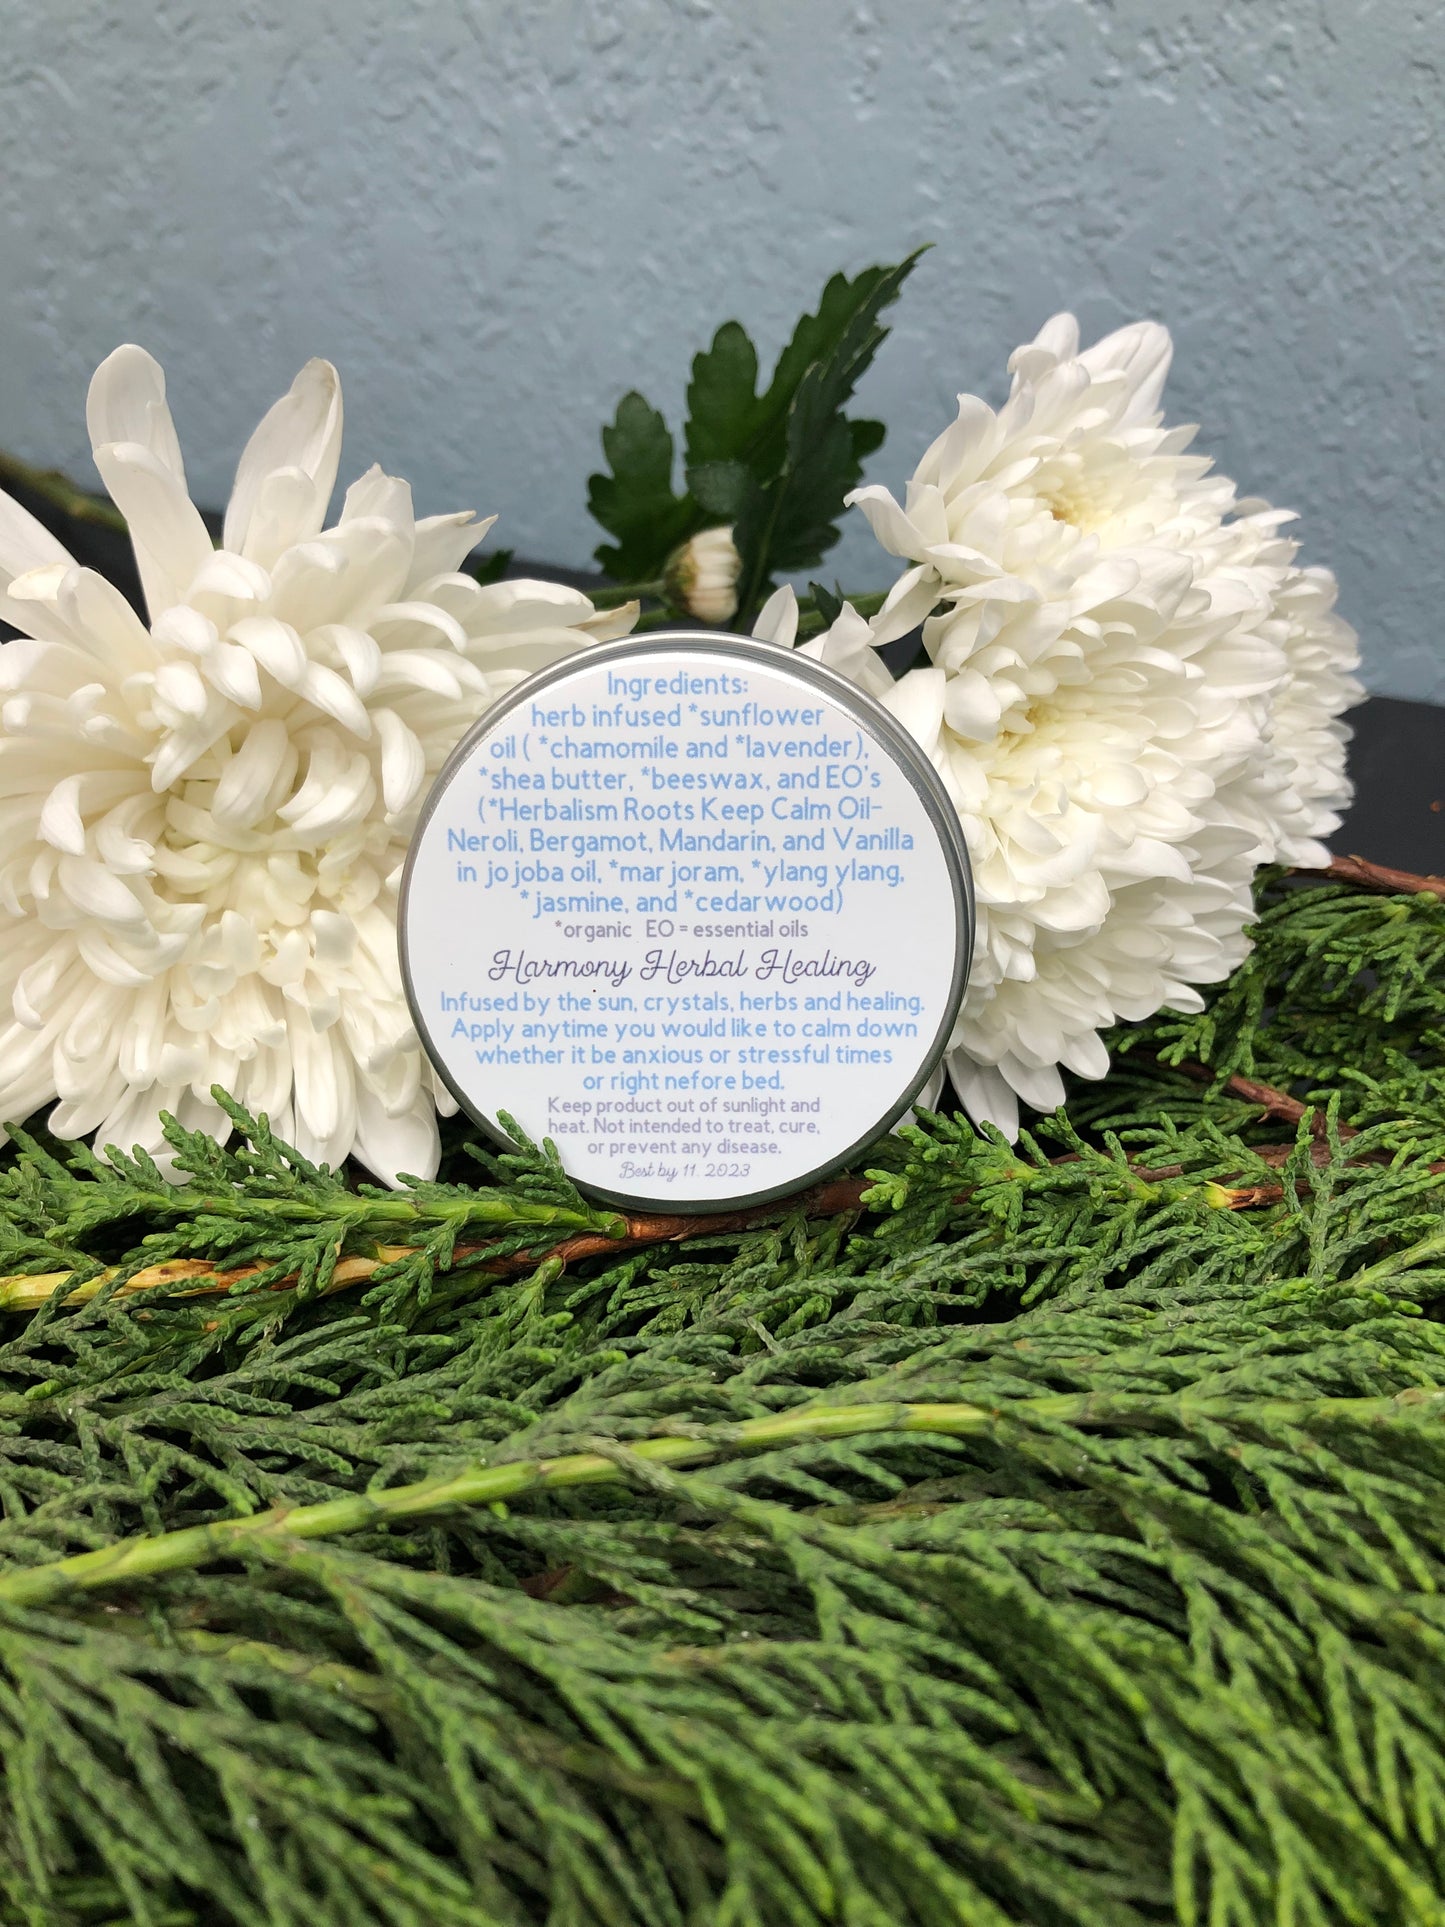 Ingredients:
herb infused *sunflower
oil ( *chamomile and *lavender),
*shea butter, *beeswax, and EO's
(*Herbalism Roots Keep Calm Oil-
Neroli, Bergamot, Mandarin, and Vanilla
in jojoba oil, *marjoram, *ylang ylang,
*jasmine, and *cedarwood)
*organic EO = essential oils
Harmony Herbal Healing
Infused by the sun, crystals, herbs and healing.
Apply anytime you would like to calm down
whether it be anxious or stressful times
or right nefore bed.
Keep product out of sunlight and
heat. Not intended to treat, cure,
or prevent any disease.
Best by 11. 2023